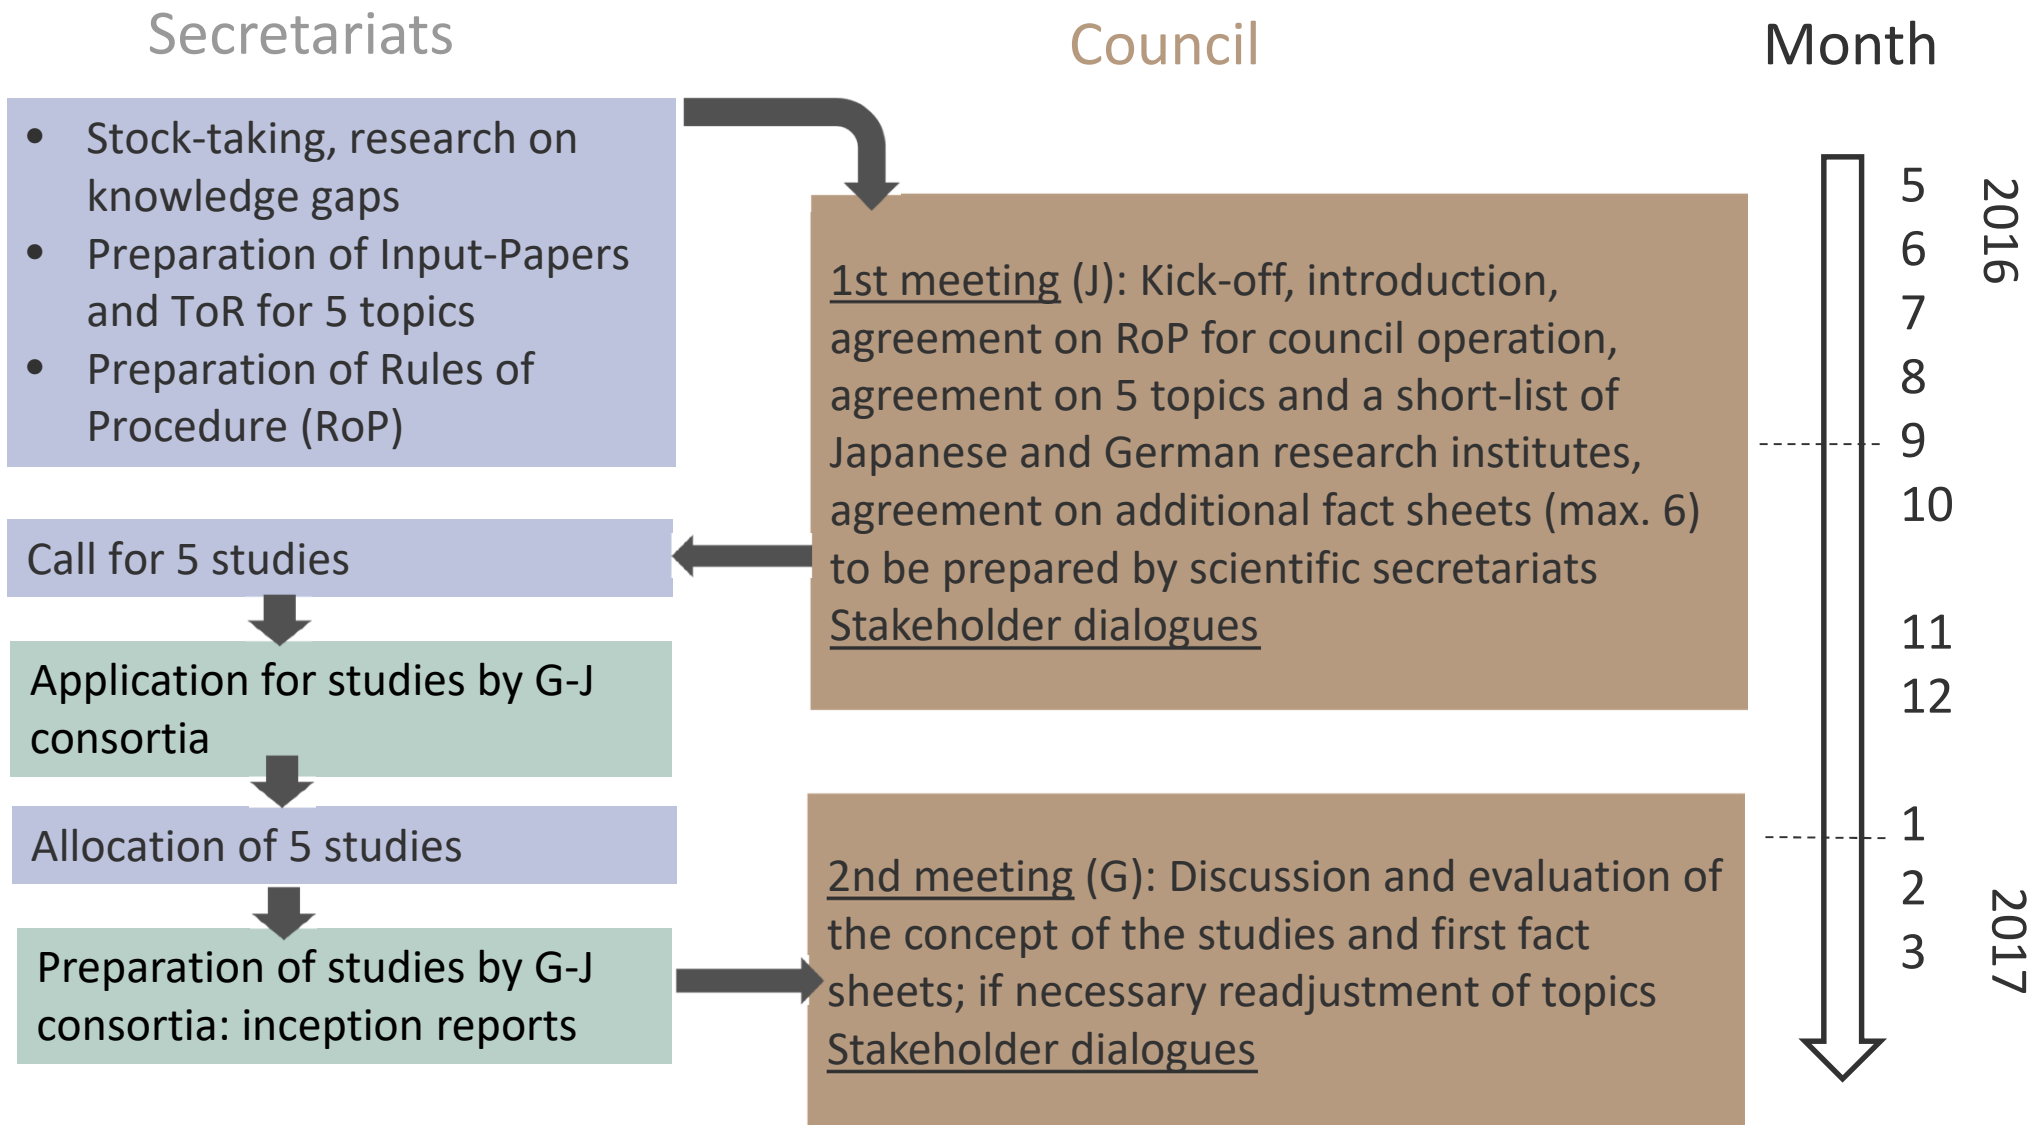 Secretariats
Council
Month
• Stock-taking, research on
knowledge gaps
• Preparation of Input-Papers
and ToR for 5 topics
• Preparation of Rules of
Procedure (RoP)
Call for 5 studies
Application for studies by G-J
consortia
Allocation of 5 studies
Preparation of studies by G-J
consortia: inception reports
1st meeting (J): Kick-off, introduction,
agreement on RoP for council operation,
agreement on 5 topics and a short-list of
Japanese and German research institutes,
agreement on additional fact sheets (max. 6)
to be prepared by scientific secretariats
Stakeholder dialogues
2nd meeting (G): Discussion and evaluation of
the concept of the studies and first fact
sheets; if necessary readjustment of topics
Stakeholder dialogues
5
6
7
8
9
10
11
12
1
2
3
2016
2017